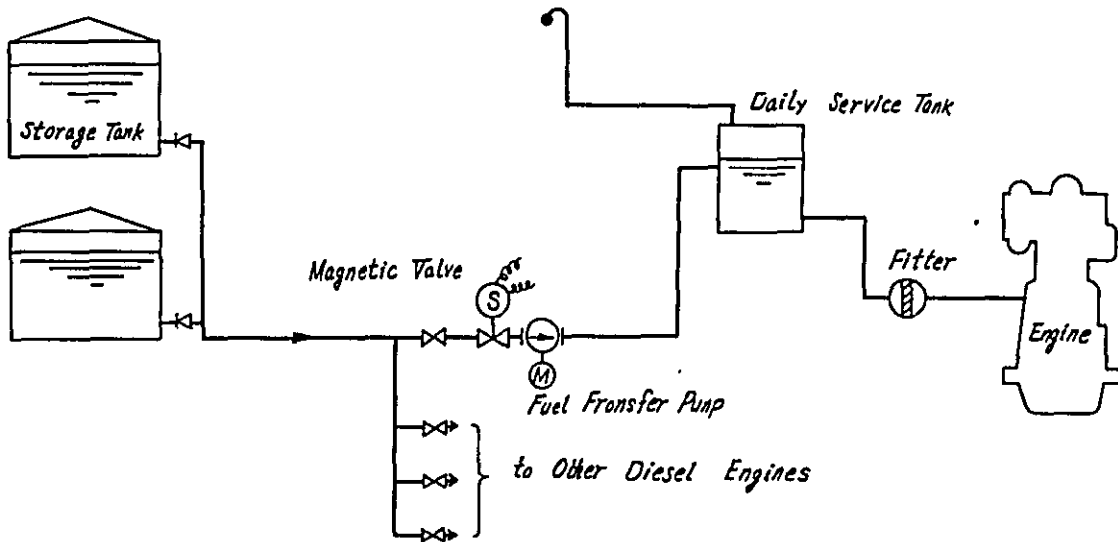 Daily Service Tank
Storage Tank
Fitter
Magnetic Valve
S
Engine
M
Fuel Fronsfer Punp
to Other Diesel Engines